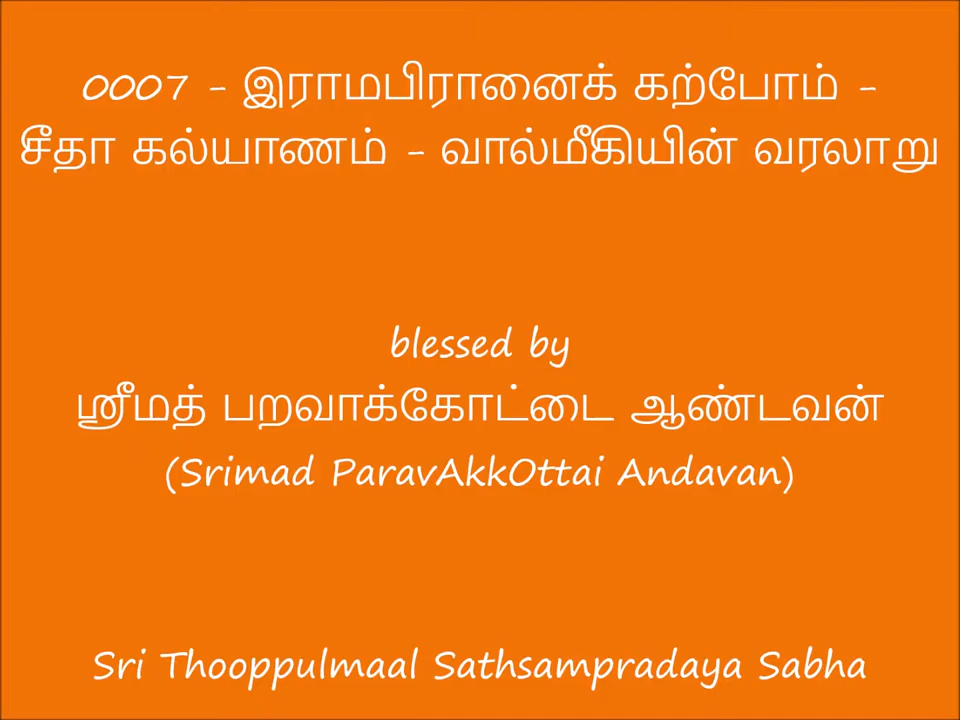 0007 - இராமபிரானைக் கற்போம் -
சீதா கல்யாணம் - வால்மீகியின் வரலாறு
blessed by
ஸ்ரீமத் பறவாக்கோட்டை ஆண்டவன்
(Srimad ParavAkkOttai Andavan)
Sri Thooppulmaal Sathsampradaya Sabha